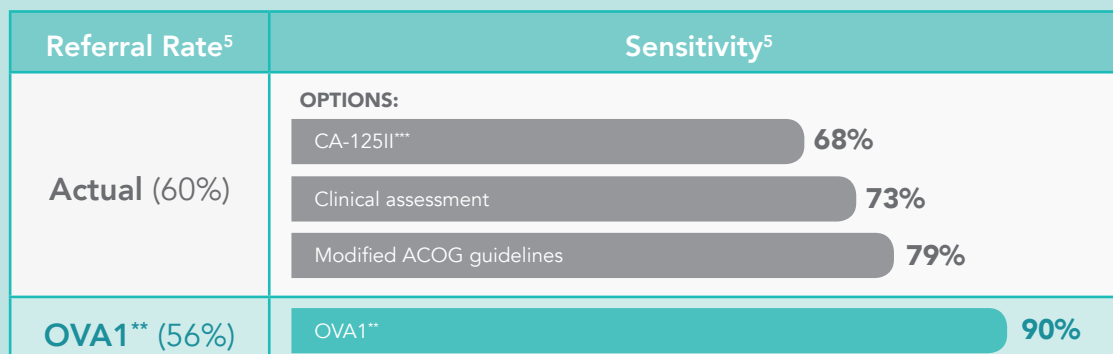 Referral Rate⁵
Sensitivity⁵
Actual (60%)
OPTIONS:
CA-125II***
68%
Clinical assessment
73%
Modified ACOG guidelines
79%
OVA1** (56%)
OVA1**
90%